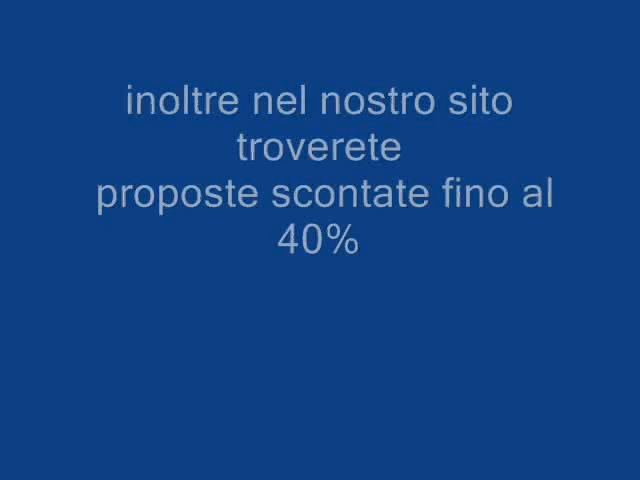 inoltre nel nostro sito
troverete
proposte scontate fino al
40%